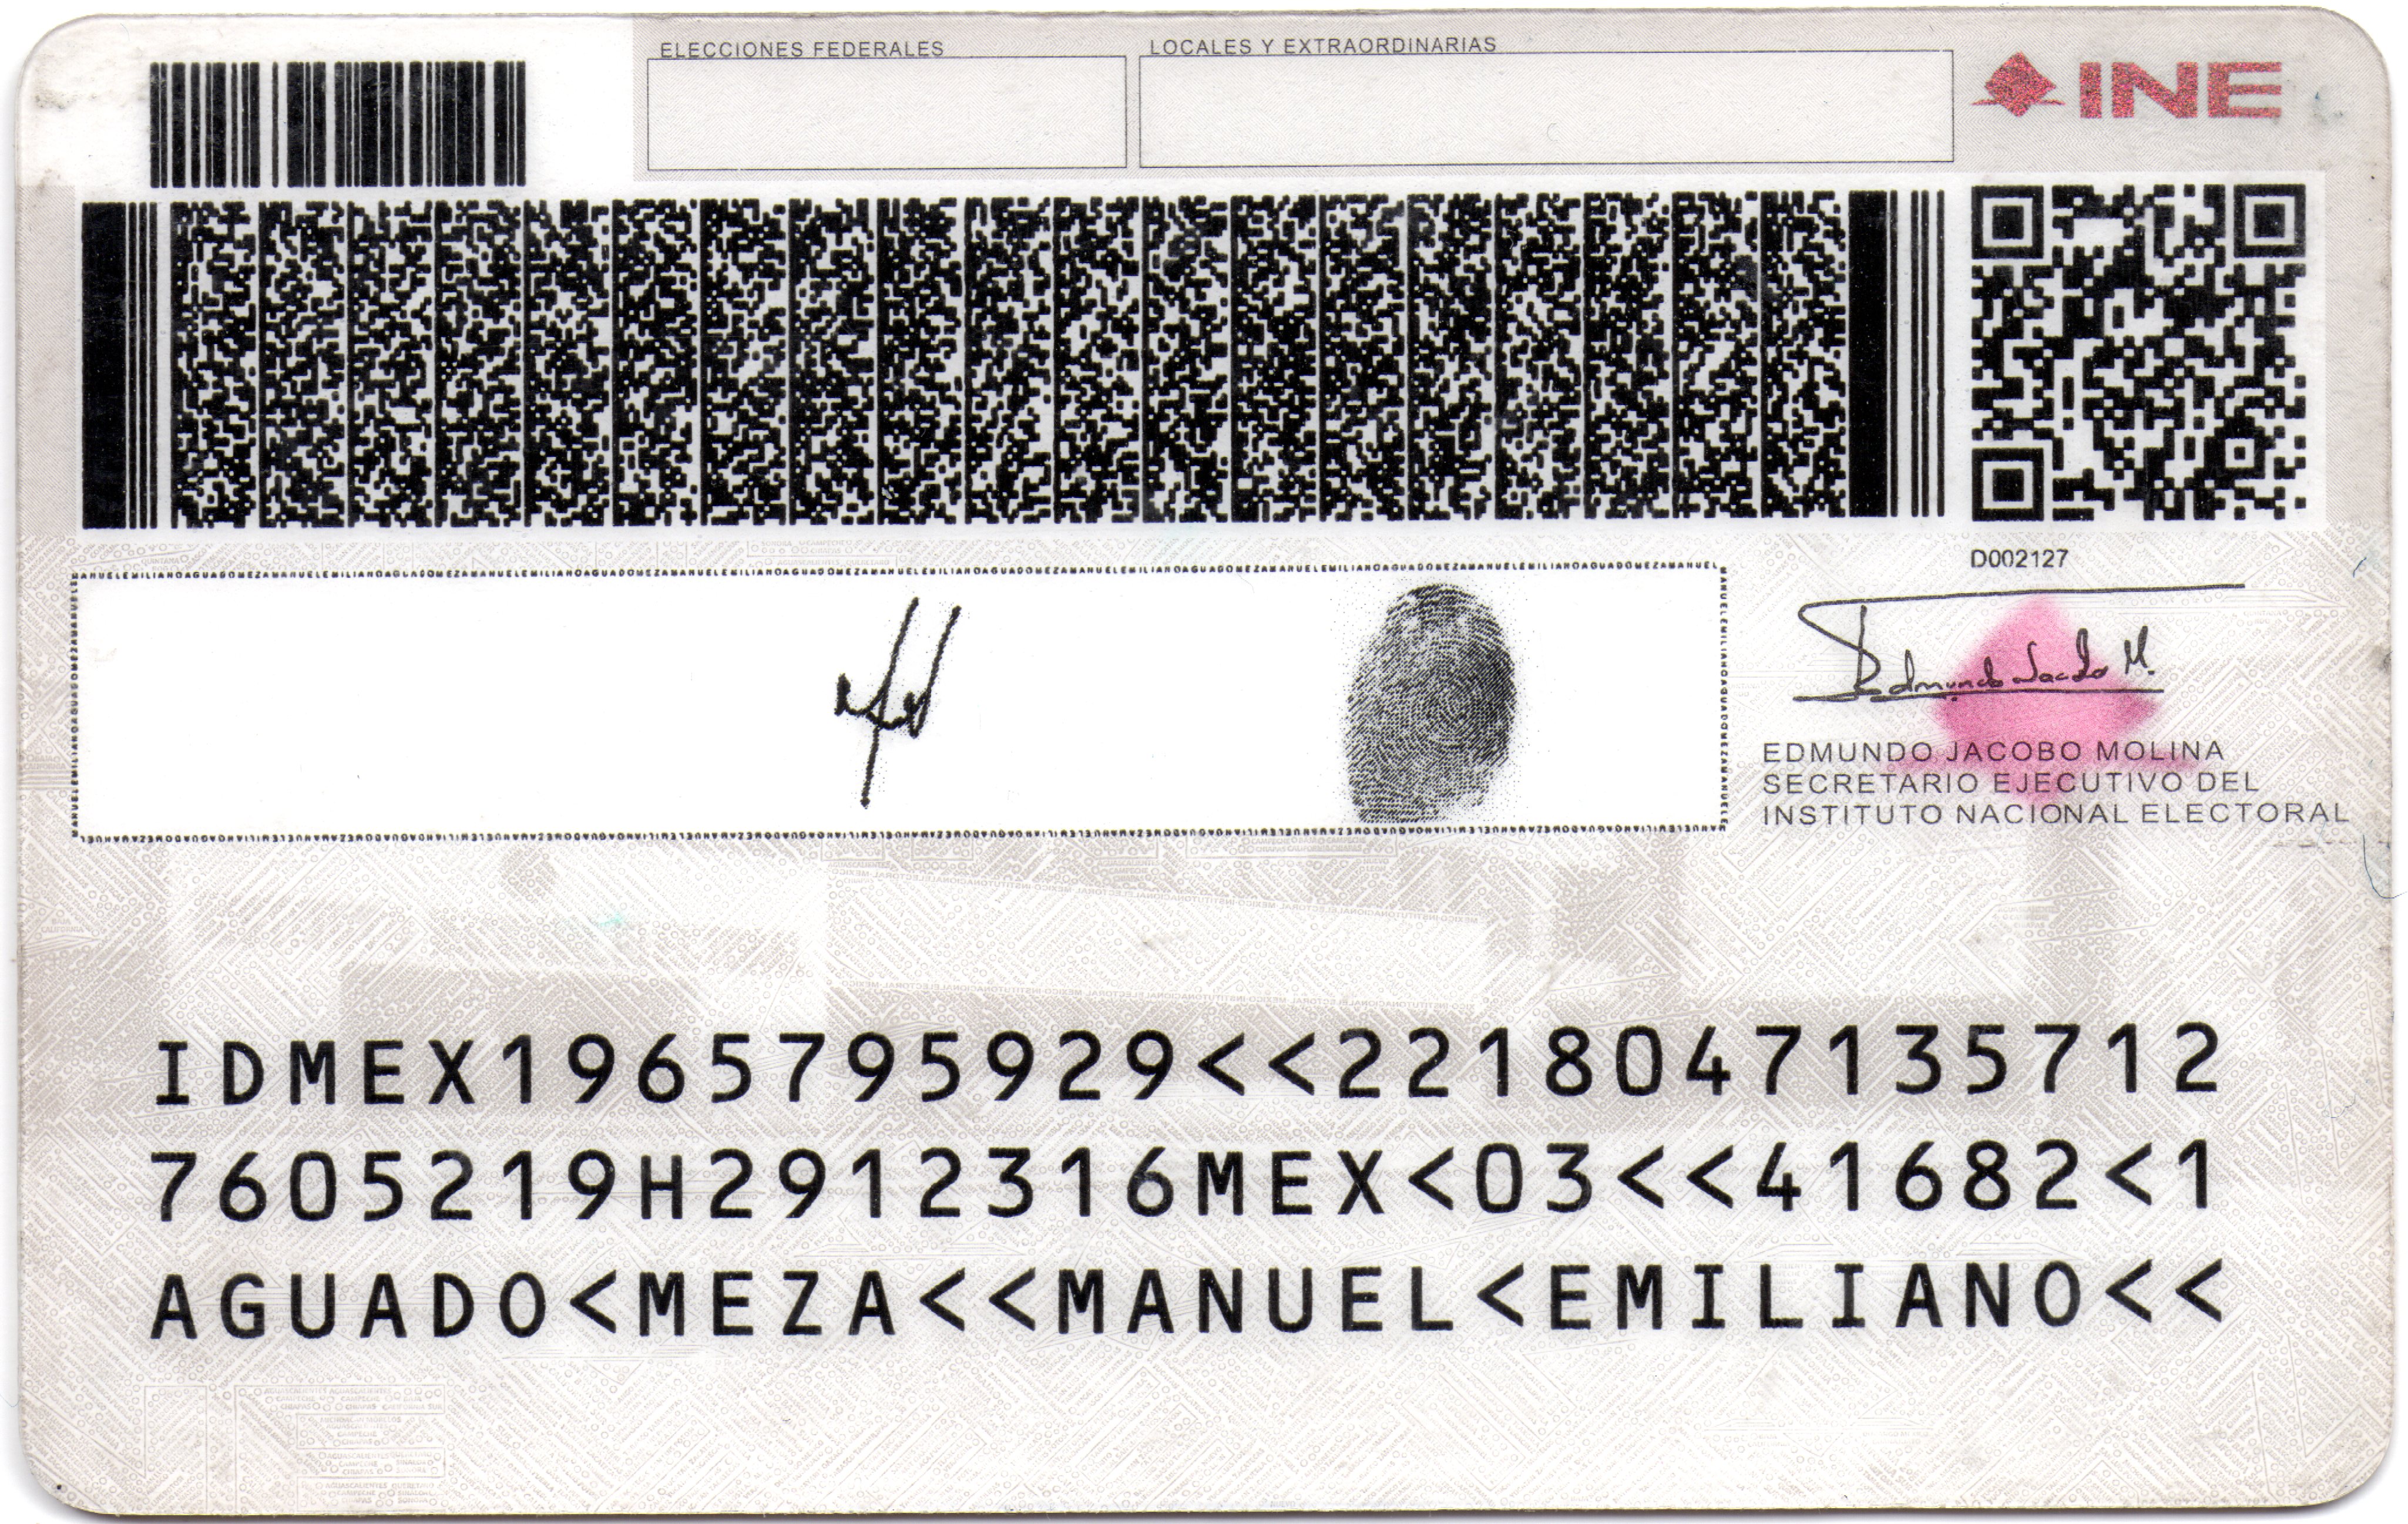 ELECCIONES FEDERALES
LOCALES Y EXTRAORDINARIAS
INE
D002127
Edmundo Jacobo M.
EDMUNDO JACOBO MOLINA
SECRETARIO EJECUTIVO DEL
INSTITUTO NACIONAL ELECTORAL
IDMEX1965795929<<2218047135712
7605219H2912316MEX<03<<41682<1
AGUADO<MEZA<<MANUEL<EMILIANO<<